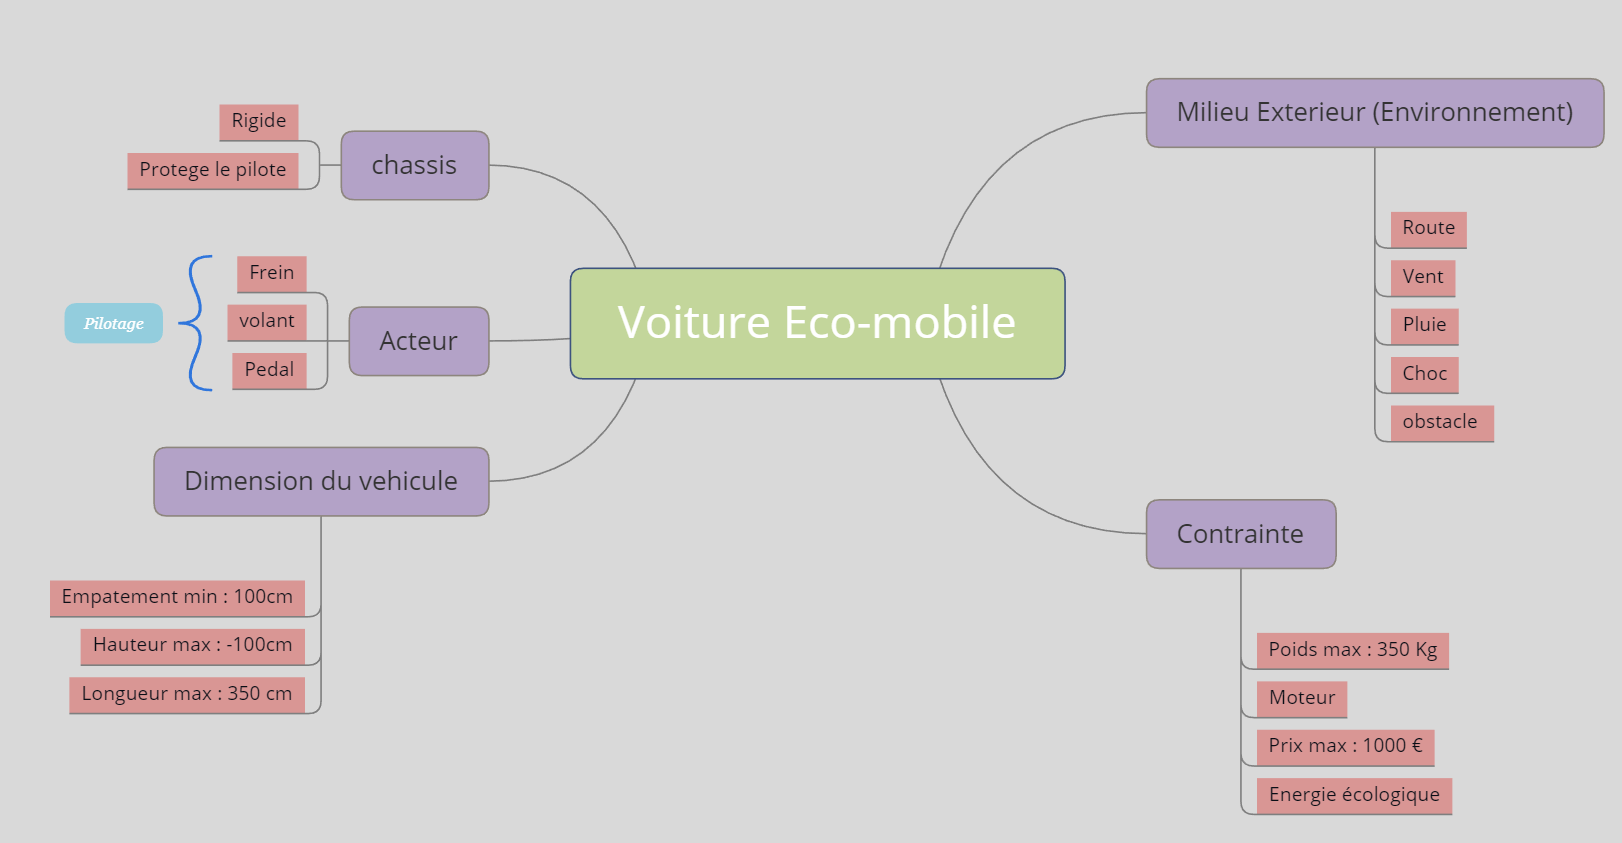 Voiture Eco-mobile
chassis
Rigide
Protege le pilote
Acteur
Frein
volant
Pedal
Pilotage
Dimension du vehicule
Empatement min : 100cm
Hauteur max : -100cm
Longueur max : 350 cm
Milieu Exterieur (Environnement)
Route
Vent
Pluie
Choc
obstacle
Contrainte
Poids max : 350 Kg
Moteur
Prix max : 1000 €
Energie écologique